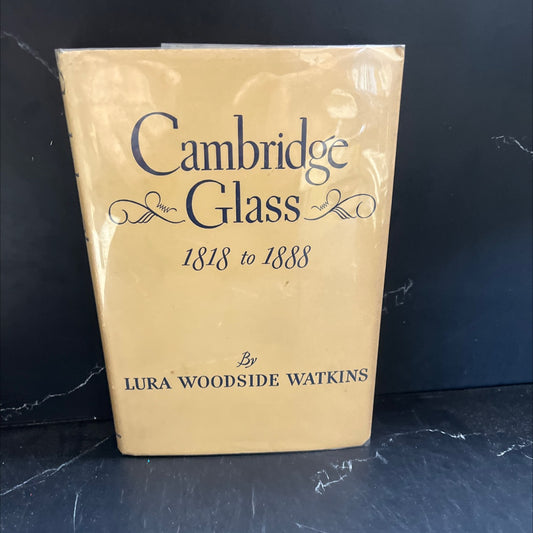 Cambridge
Glass
1818 to 1888
By
LURA WOODSIDE WATKINS